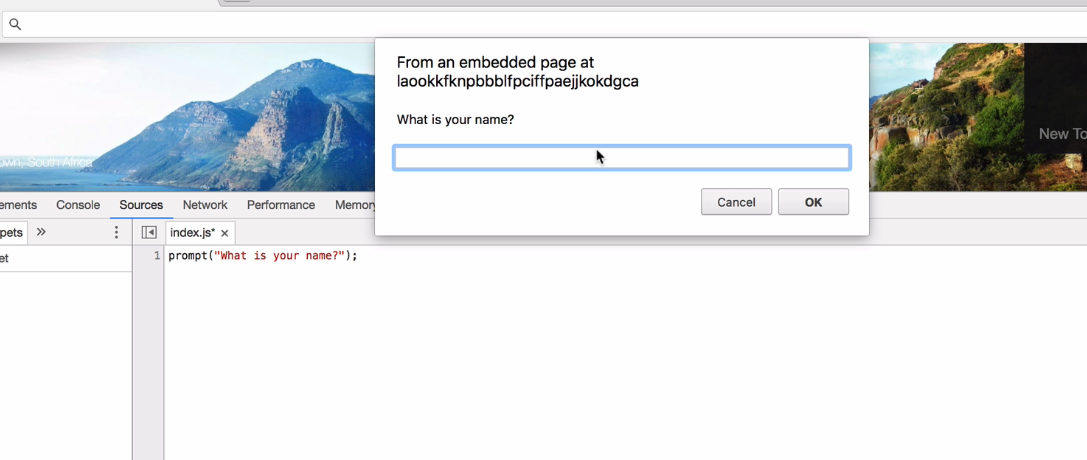 From an embedded page at
laookkfknpbbblfpciffpaejjkokdgca
What is your name?
Cancel OK
own, South Africa
New To
ements Console Sources Network Performance Memory
pets » index.js* ×
et
1 prompt("What is your name?");